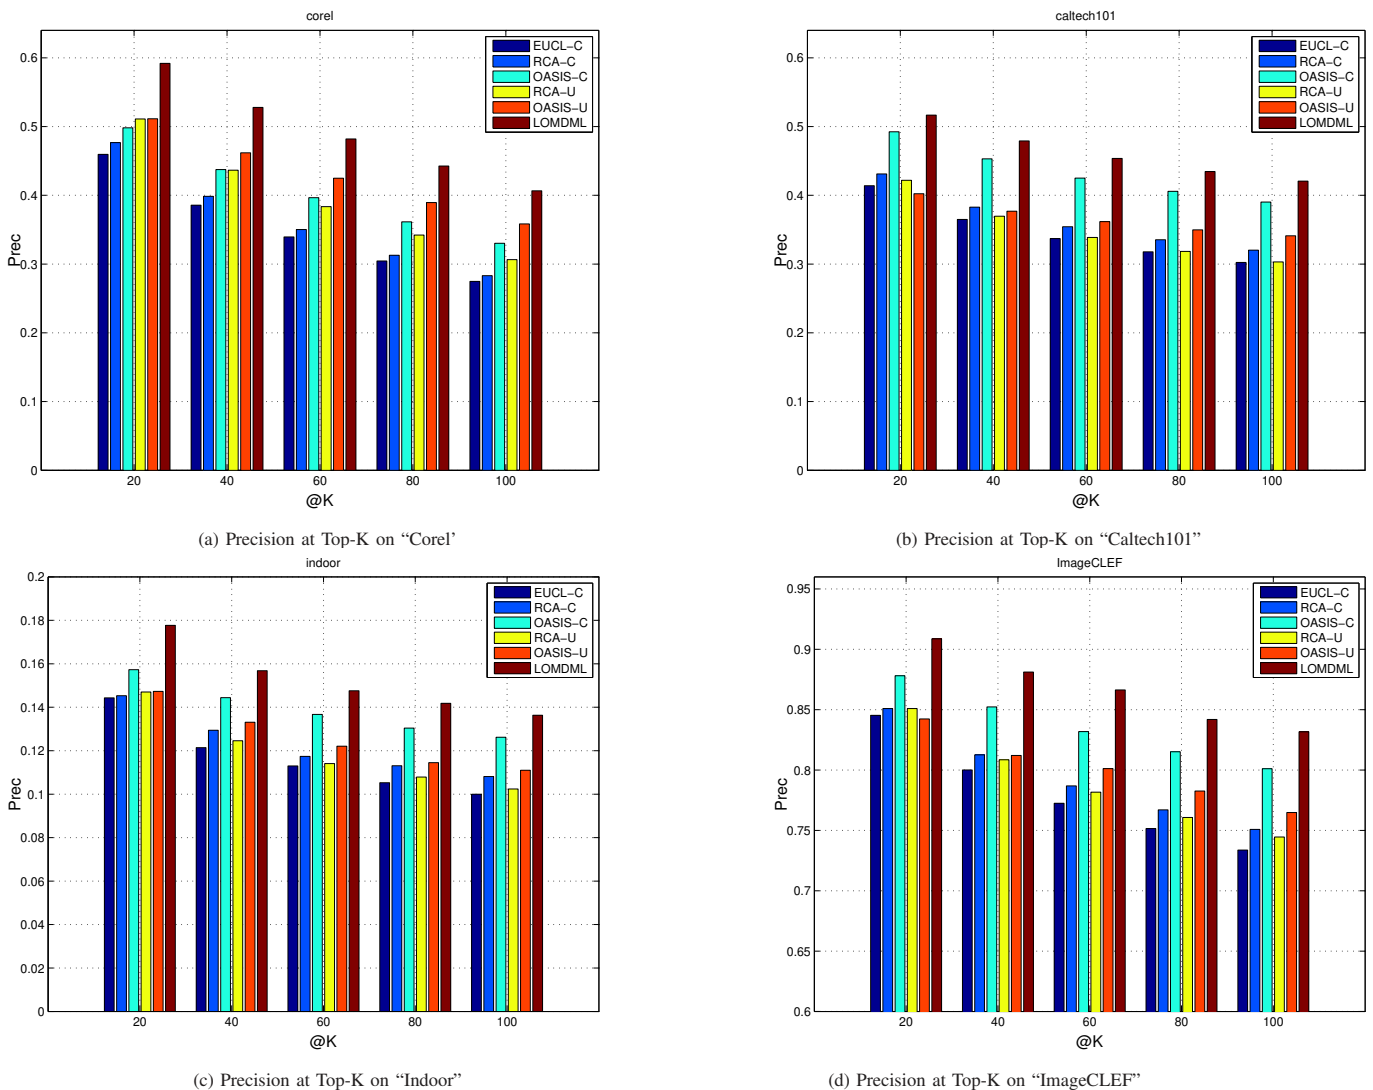 corel
0.6
0.5
0.4
0.3
0.2
0.1
0
Prec
20 40 60 80 100
@K
EUCL-C
RCA-C
OASIS-C
RCA-U
OASIS-U
LOMDML
(a) Precision at Top-K on “Corel’
caltech101
0.6
0.5
0.4
0.3
0.2
0.1
0
Prec
20 40 60 80 100
@K
EUCL-C
RCA-C
OASIS-C
RCA-U
OASIS-U
LOMDML
(b) Precision at Top-K on “Caltech101”
indoor
0.2
0.18
0.16
0.14
0.12
0.1
0.08
0.06
0.04
0.02
0
Prec
20 40 60 80 100
@K
EUCL-C
RCA-C
OASIS-C
RCA-U
OASIS-U
LOMDML
(c) Precision at Top-K on “Indoor”
ImageCLEF
0.95
0.9
0.85
0.8
0.75
0.7
0.65
0.6
Prec
20 40 60 80 100
@K
EUCL-C
RCA-C
OASIS-C
RCA-U
OASIS-U
LOMDML
(d) Precision at Top-K on “ImageCLEF”